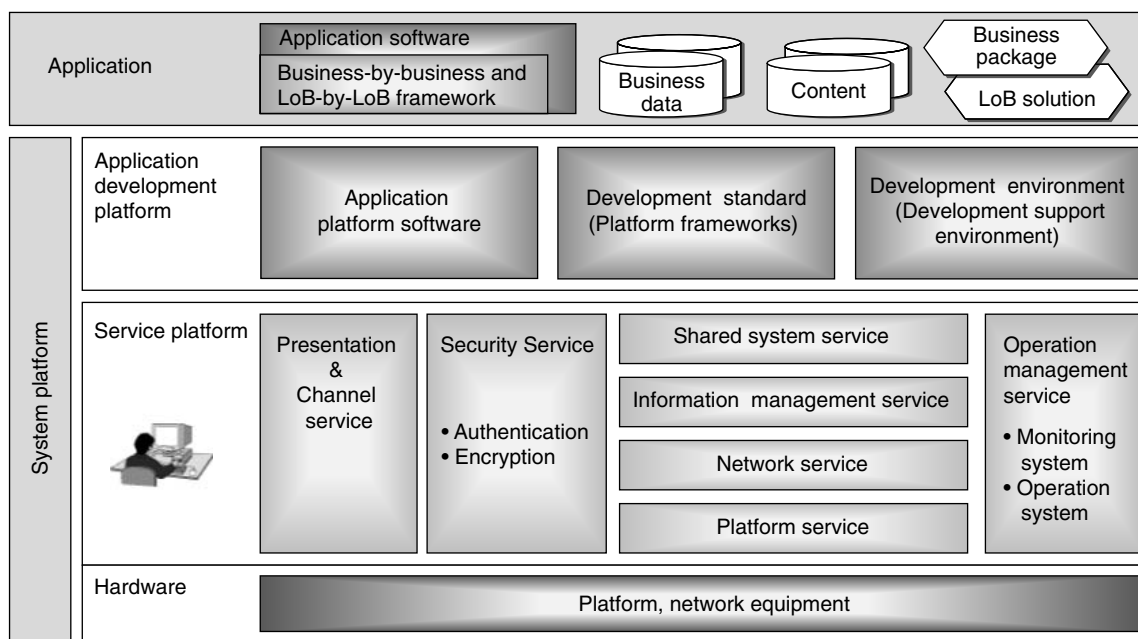 Application
Application software
Business-by-business and
LoB-by-LoB framework
Business
data
Content
Business
package
LoB solution
System platform
Application
development
platform
Application
platform software
Development standard
(Platform frameworks)
Development environment
(Development support
environment)
Service platform
Presentation
&
Channel
service
Security Service
• Authentication
• Encryption
Shared system service
Information management service
Network service
Platform service
Operation
management
service
• Monitoring
system
• Operation
system
Hardware
Platform, network equipment